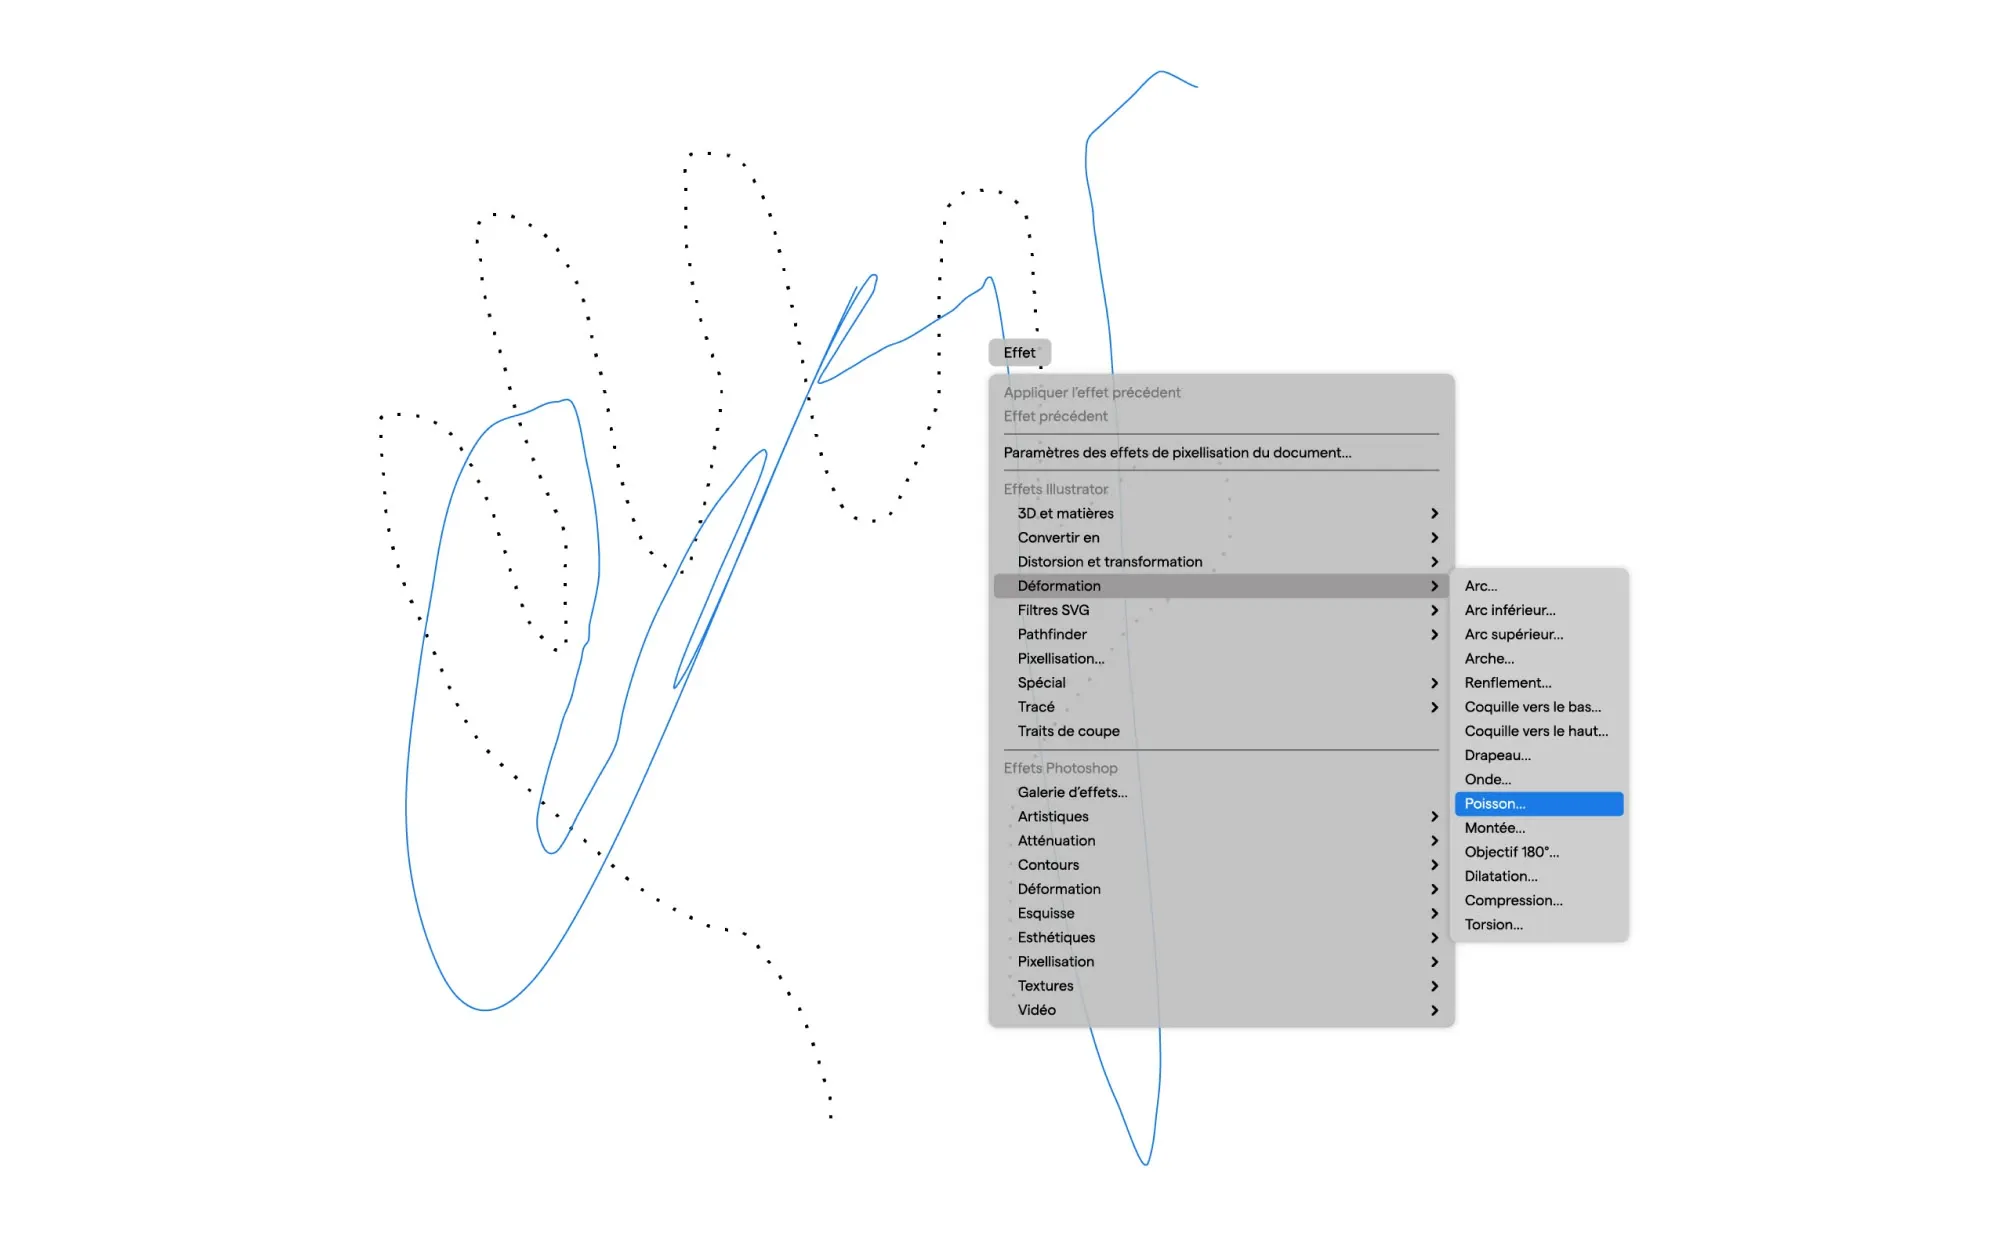 Effet
Appliquer l'effet précédent
Effet précédent
Paramètres des effets de pixellisation du document...
Effets Illustrator
3D et matières
Convertir en
Distorsion et transformation
Déformation
Filtres SVG
Pathfinder
Pixellisation...
Spécial
Tracé
Traits de coupe
Effets Photoshop
Galerie d'effets...
Artistiques
Atténuation
Contours
Déformation
Esquisse
Esthétiques
Pixellisation
Textures
Vidéo
Arc...
Arc inférieur...
Arc supérieur...
Arche...
Renflement...
Coquille vers le bas...
Coquille vers le haut...
Drapeau...
Onde...
Poisson...
Montée...
Objectif 180°...
Dilatation...
Compression...
Torsion...